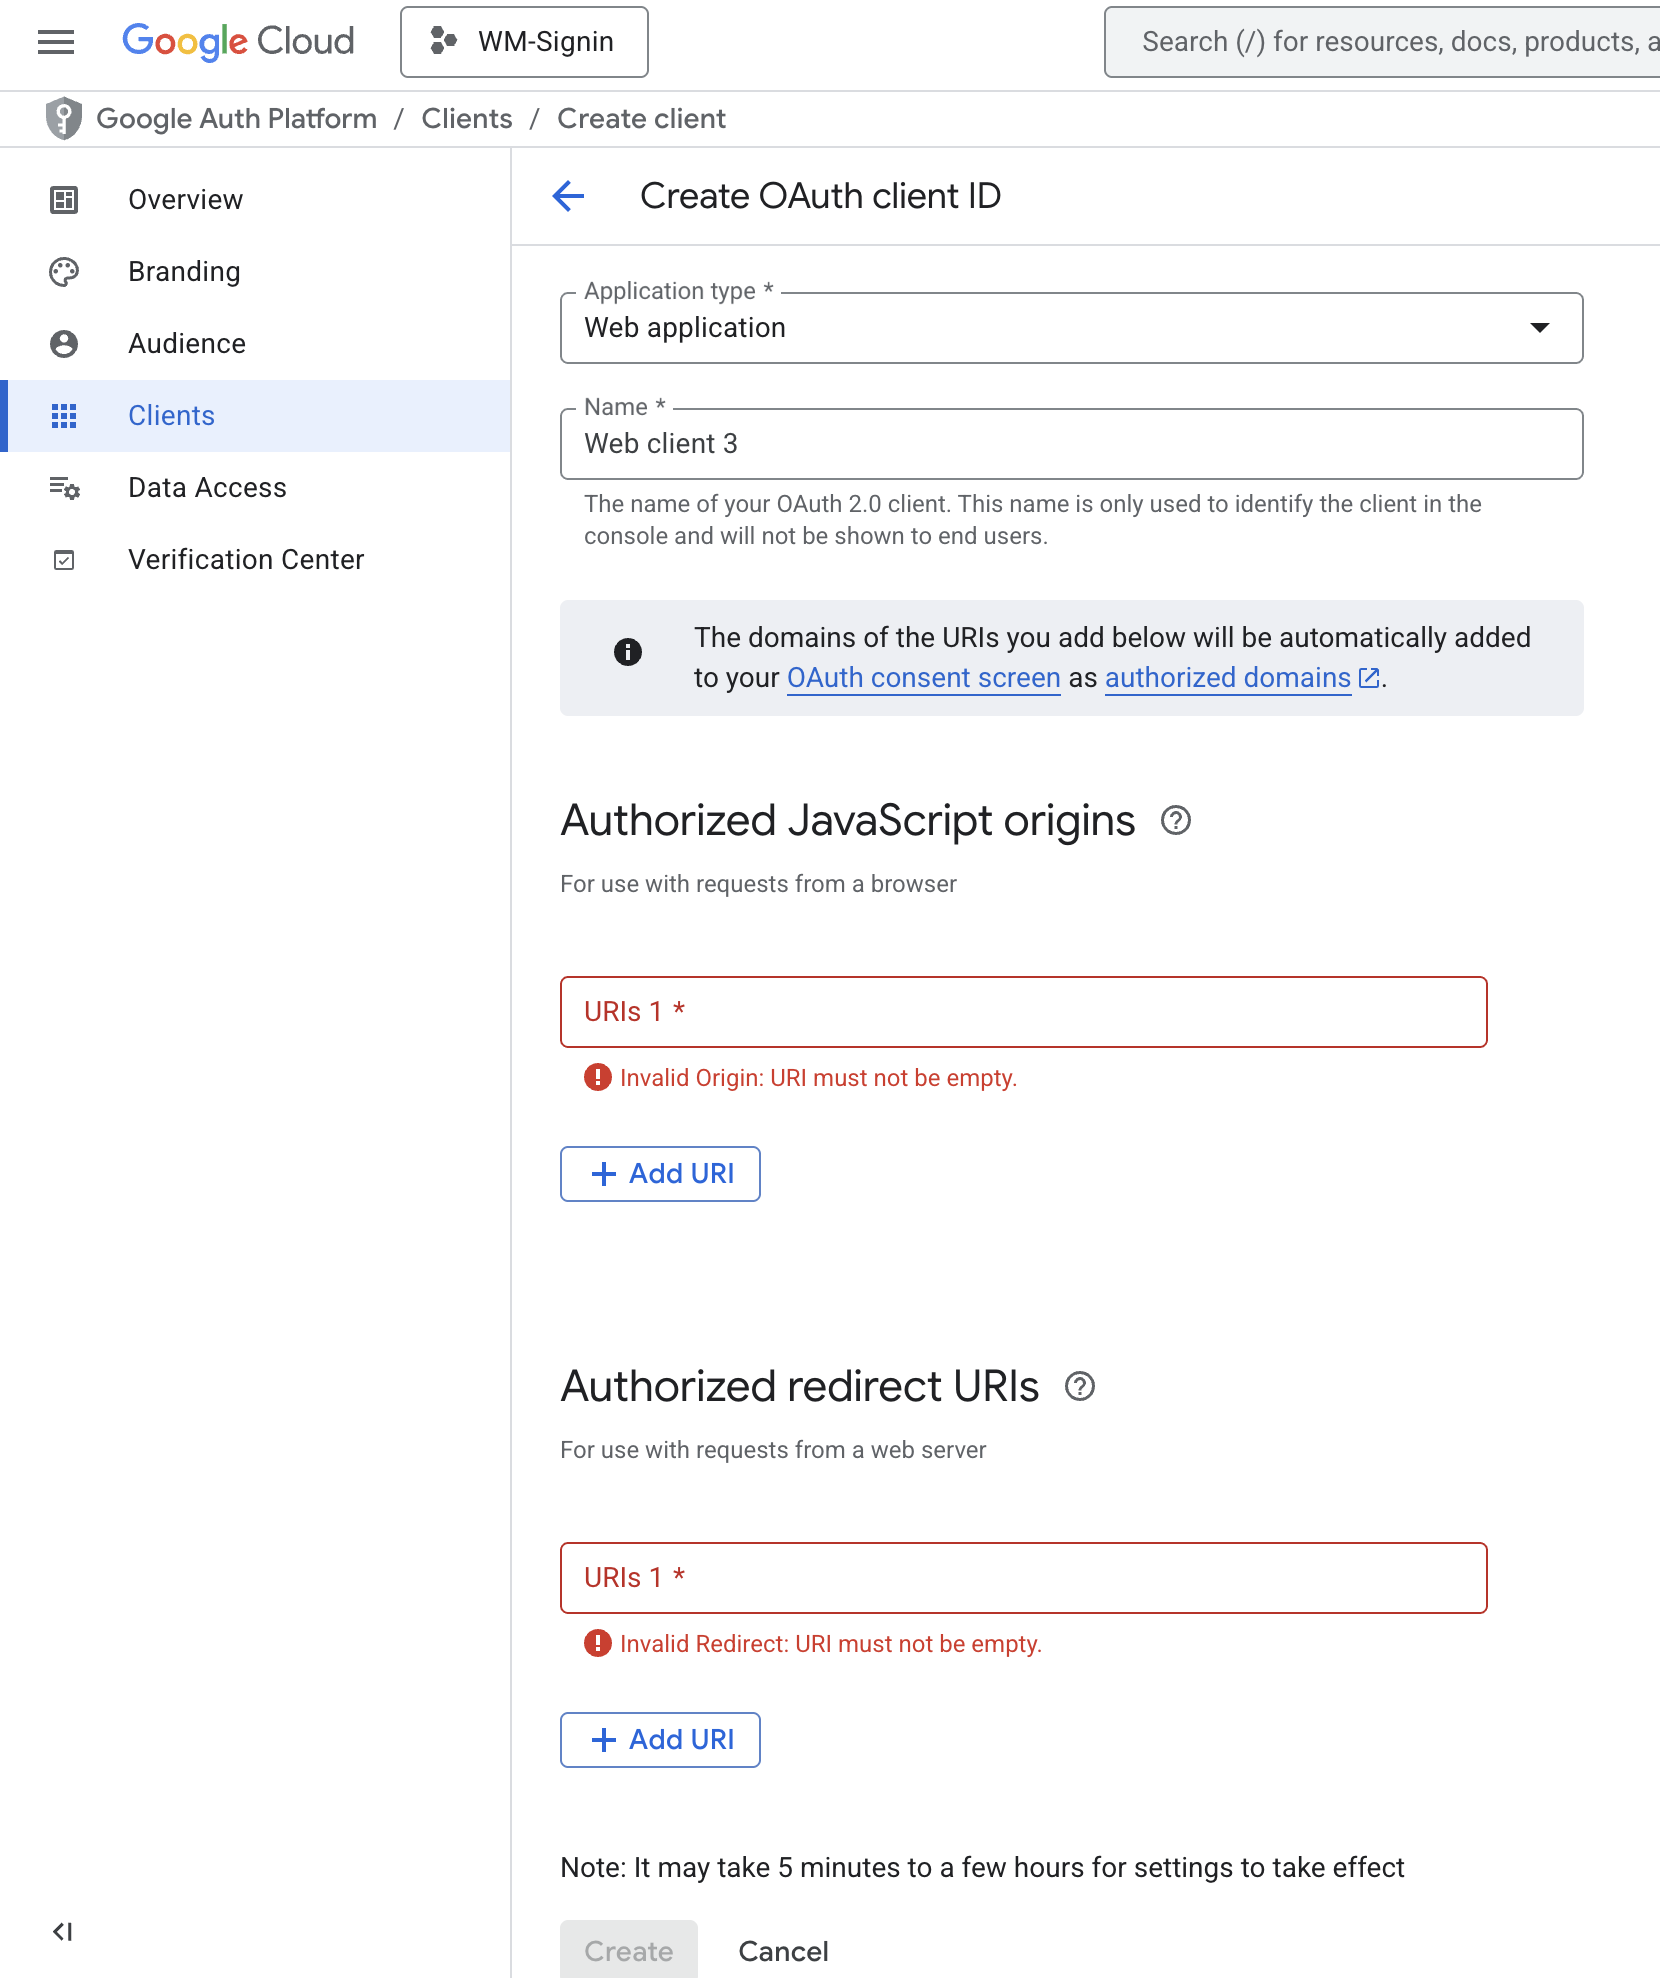 Google Cloud
WM-Signin
Search (/) for resources, docs, products, a
Google Auth Platform / Clients / Create client
Overview
Branding
Audience
Clients
Data Access
Verification Center
Create OAuth client ID
Application type *
Web application
Name *
Web client 3
The name of your OAuth 2.0 client. This name is only used to identify the client in the
console and will not be shown to end users.
The domains of the URIs you add below will be automatically added
to your OAuth consent screen as authorized domains.
Authorized JavaScript origins
For use with requests from a browser
URIs 1 *
Invalid Origin: URI must not be empty.
+ Add URI
Authorized redirect URIs
For use with requests from a web server
URIs 1 *
Invalid Redirect: URI must not be empty.
+ Add URI
Note: It may take 5 minutes to a few hours for settings to take effect
Create
Cancel